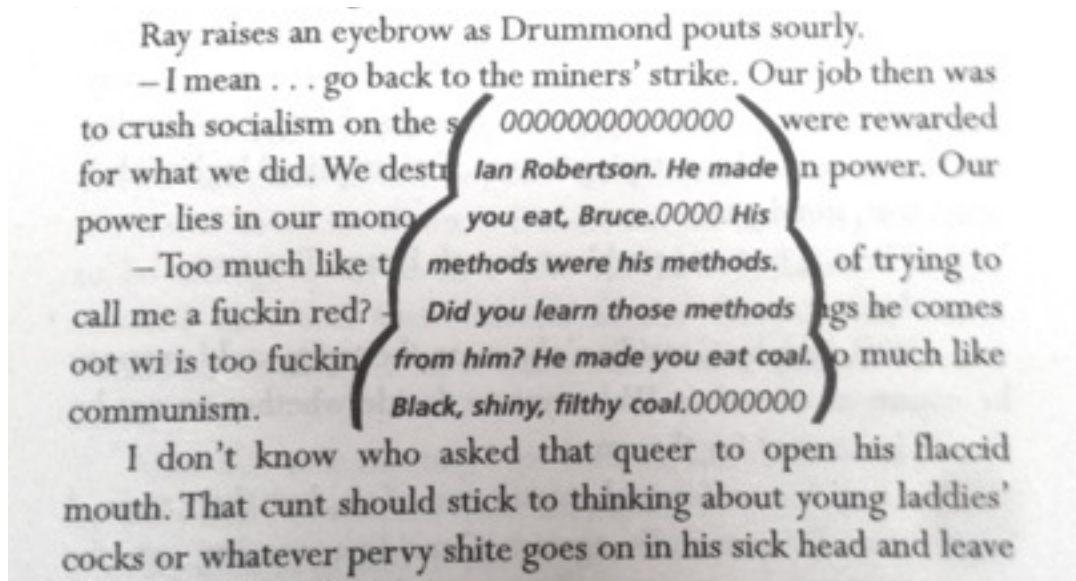 Ray raises an eyebrow as Drummond pouts sourly.
– I mean . . . go back to the miners’ strike. Our job then was
to crush socialism on the s 00000000000000 were rewarded
for what we did. We destr Ian Robertson. He made n power. Our
power lies in our mono you eat, Bruce.0000 His
– Too much like t methods were his methods. of trying to
call me a fuckin red? – Did you learn those methods ngs he comes
oot wi is too fuckin from him? He made you eat coal. o much like
communism. Black, shiny, filthy coal.0000000
I don’t know who asked that queer to open his flaccid
mouth. That cunt should stick to thinking about young laddies’
cocks or whatever pervy shite goes on in his sick head and leave